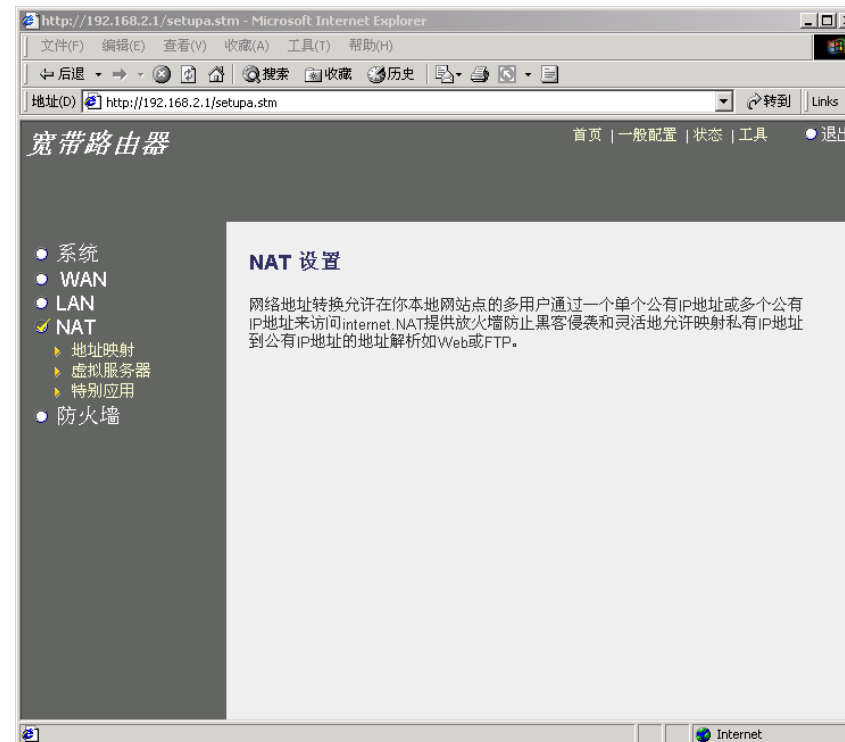 http://192.168.2.1/setupa.stm - Microsoft Internet Explorer
文件(F) 编辑(E) 查看(V) 收藏(A) 工具(T) 帮助(H)
后退 搜索 收藏 历史
地址(D) http://192.168.2.1/setupa.stm 转到 Links
宽带路由器
首页 | 一般配置 | 状态 | 工具 退出
系统
WAN
LAN
NAT
地址映射
虚拟服务器
特别应用
防火墙
NAT 设置
网络地址转换允许在你本地网站点的多用户通过一个单个公有IP地址或多个公有
IP地址来访问internet.NAT提供放火墙防止黑客侵袭和灵活地允许映射私有IP地址
到公有IP地址的地址解析如Web或FTP。
Internet